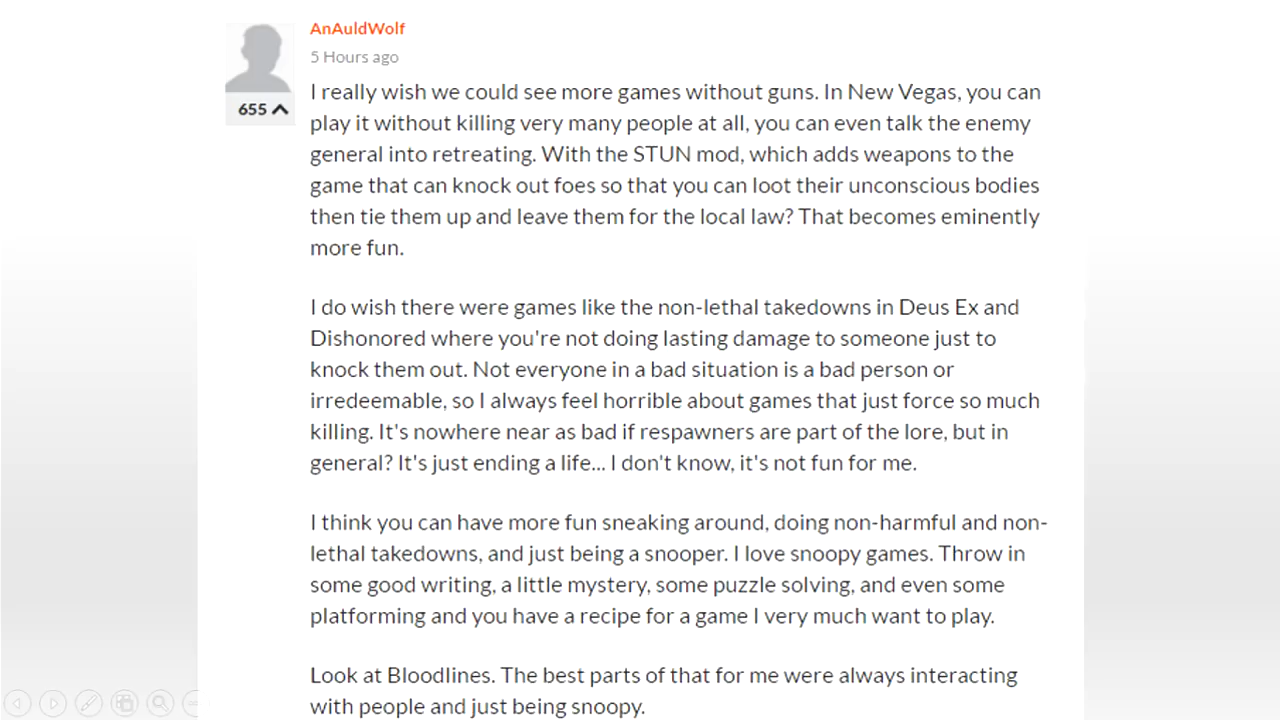 AnAuldWolf
5 Hours ago
655
I really wish we could see more games without guns. In New Vegas, you can
play it without killing very many people at all, you can even talk the enemy
general into retreating. With the STUN mod, which adds weapons to the
game that can knock out foes so that you can loot their unconscious bodies
then tie them up and leave them for the local law? That becomes eminently
more fun.
I do wish there were games like the non-lethal takedowns in Deus Ex and
Dishonored where you're not doing lasting damage to someone just to
knock them out. Not everyone in a bad situation is a bad person or
irredeemable, so I always feel horrible about games that just force so much
killing. It's nowhere near as bad if respawners are part of the lore, but in
general? It's just ending a life... I don't know, it's not fun for me.
I think you can have more fun sneaking around, doing non-harmful and non-
lethal takedowns, and just being a snooper. I love snoopy games. Throw in
some good writing, a little mystery, some puzzle solving, and even some
platforming and you have a recipe for a game I very much want to play.
Look at Bloodlines. The best parts of that for me were always interacting
with people and just being snoopy.